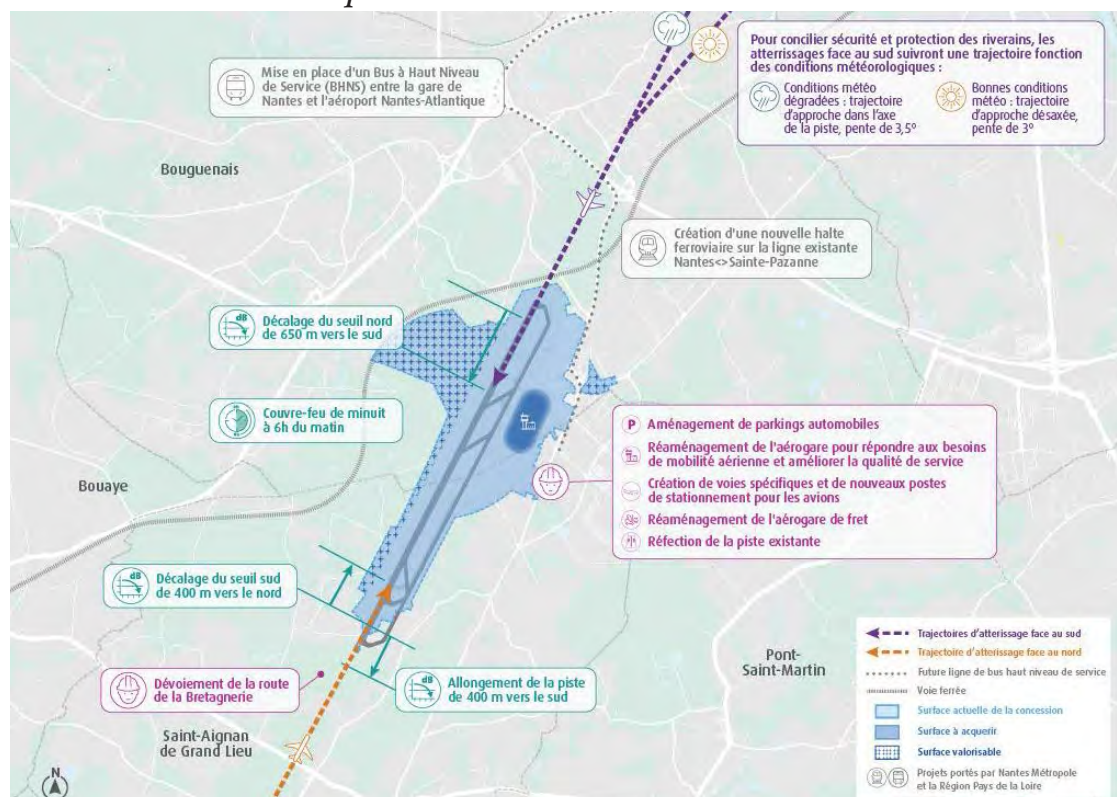 Pour concilier sécurité et protection des riverains, les
atterrissages face au sud suivront une trajectoire fonction
des conditions météorologiques :
Conditions météo
dégradées : trajectoire
d'approche dans l'axe
de la piste, pente de 3,5°
Bonnes conditions
météo : trajectoire
d'approche désaxée,
pente de 3°
Mise en place d'un Bus à Haut Niveau
de Service (BHNS) entre la gare de
Nantes et l'aéroport Nantes-Atlantique
Bouguenais
Création d'une nouvelle halte
ferroviaire sur la ligne existante
Nantes<>Sainte-Pazanne
dB
Décalage du seuil nord
de 650 m vers le sud
Couvre-feu de minuit
à 6h du matin
P Aménagement de parkings automobiles
Réaménagement de l'aérogare pour répondre aux besoins
de mobilité aérienne et améliorer la qualité de service
Création de voies spécifiques et de nouveaux postes
de stationnement pour les avions
Réaménagement de l'aérogare de fret
Réfection de la piste existante
Bouaye
dB
Décalage du seuil sud
de 400 m vers le nord
Dévoiement de la route
de la Bretagnerie
dB
Allongement de la piste
de 400 m vers le sud
Pont-
Saint-Martin
Saint-Aignan
de Grand Lieu
N
Trajectoires d'atterrissage face au sud
Trajectoire d'atterrissage face au nord
Future ligne de bus haut niveau de service
Voie ferrée
Surface actuelle de la concession
Surface à acquerir
Surface valorisable
Projets portés par Nantes Métropole
et la Région Pays de la Loire